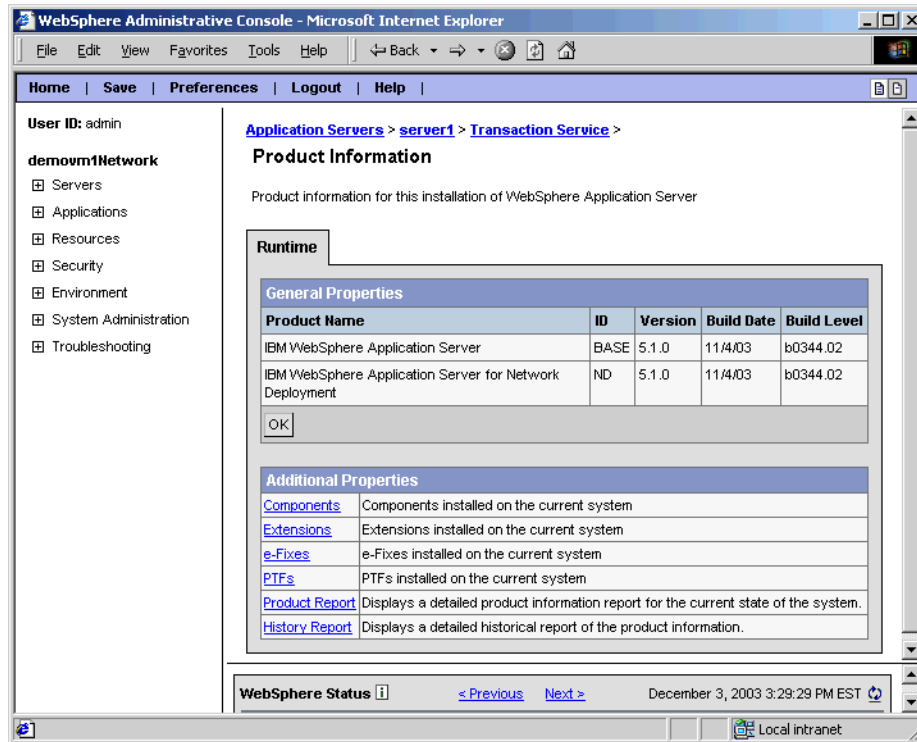 WebSphere Administrative Console - Microsoft Internet Explorer
File Edit View Favorites Tools Help Back
Home | Save | Preferences | Logout | Help |
User ID: admin
demovm1Network
Servers
Applications
Resources
Security
Environment
System Administration
Troubleshooting
Application Servers > server1 > Transaction Service >
Product Information
Product information for this installation of WebSphere Application Server
Runtime
General Properties
Product Name ID Version Build Date Build Level
IBM WebSphere Application Server BASE 5.1.0 11/4/03 b0344.02
IBM WebSphere Application Server for Network ND 5.1.0 11/4/03 b0344.02
Deployment
OK
Additional Properties
Components Components installed on the current system
Extensions Extensions installed on the current system
e-Fixes e-Fixes installed on the current system
PTFs PTFs installed on the current system
Product Report Displays a detailed product information report for the current state of the system.
History Report Displays a detailed historical report of the product information.
WebSphere Status i < Previous Next > December 3, 2003 3:29:29 PM EST
Local intranet